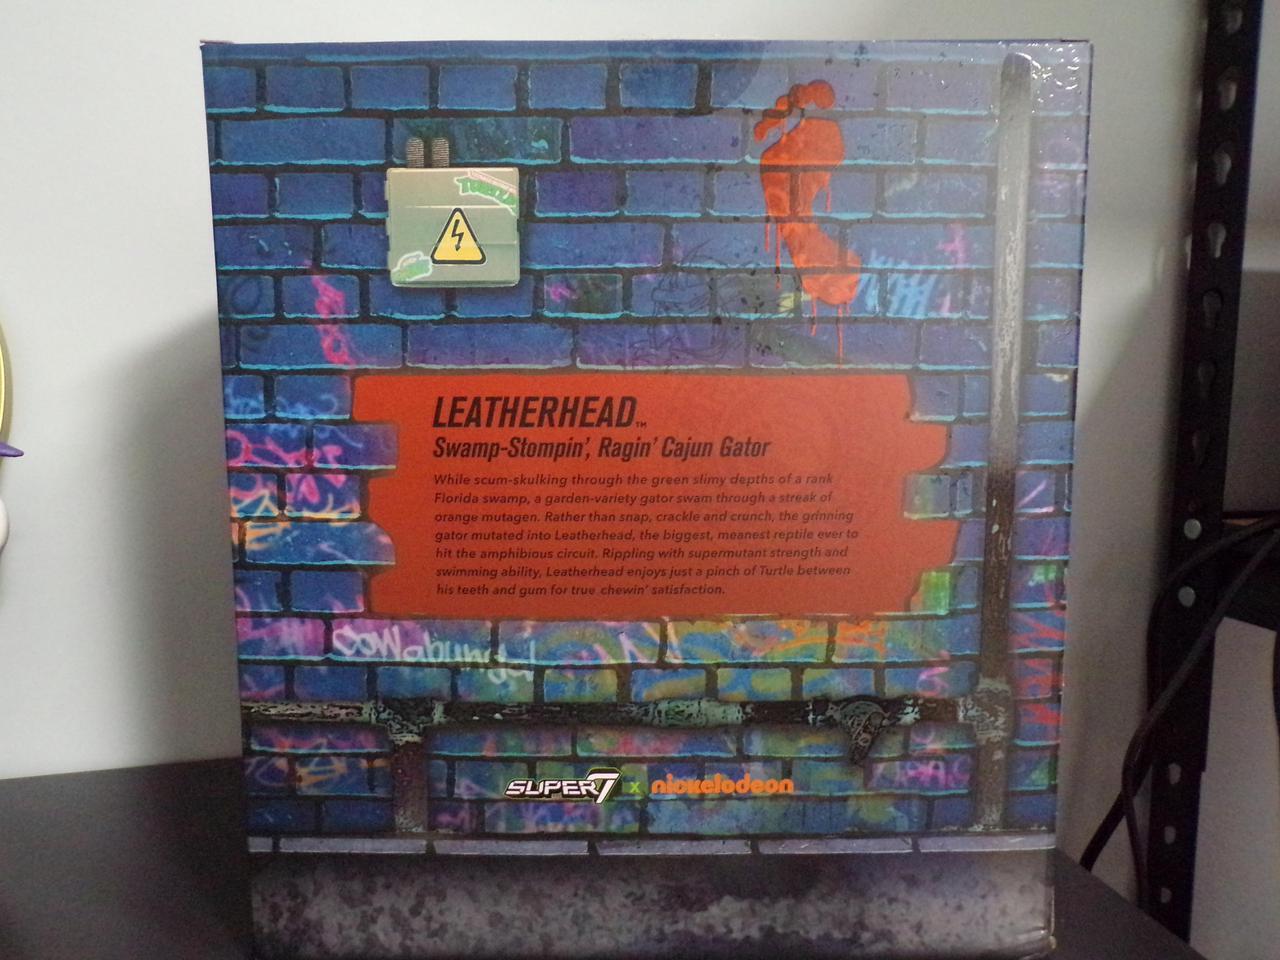 TURTLES
LEATHERHEAD™
Swamp-Stompin', Ragin' Cajun Gator
While scum-skulking through the green slimy depths of a rank
Florida swamp, a garden-variety gator swam through a streak of
orange mutagen. Rather than snap, crackle and crunch, the grinning
gator mutated into Leatherhead, the biggest, meanest reptile ever to
hit the amphibious circuit. Rippling with supermutant strength and
swimming ability, Leatherhead enjoys just a pinch of Turtle between
his teeth and gum for true chewin' satisfaction.
COWabunga!
SUPER7 x nickelodeon